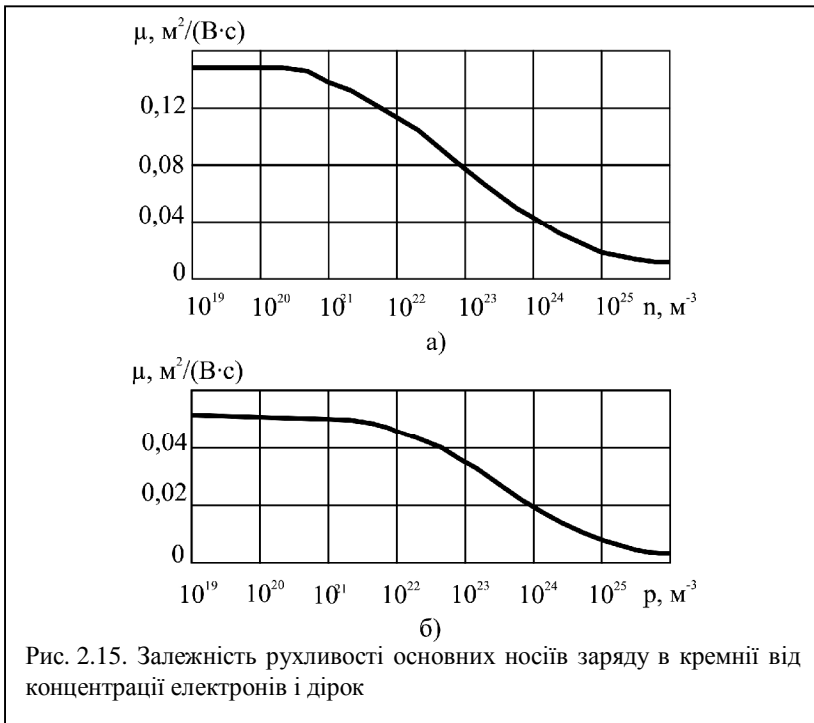 μ, м²/(В·с)
0,12
0,08
0,04
0
10¹⁹ 10²⁰ 10²¹ 10²² 10²³ 10²⁴ 10²⁵ n, м⁻³
а)
μ, м²/(В·с)
0,04
0,02
0
10¹⁹ 10²⁰ 10²¹ 10²² 10²³ 10²⁴ 10²⁵ p, м⁻³
б)
Рис. 2.15. Залежність рухливості основних носіїв заряду в кремнії від
концентрації електронів і дірок